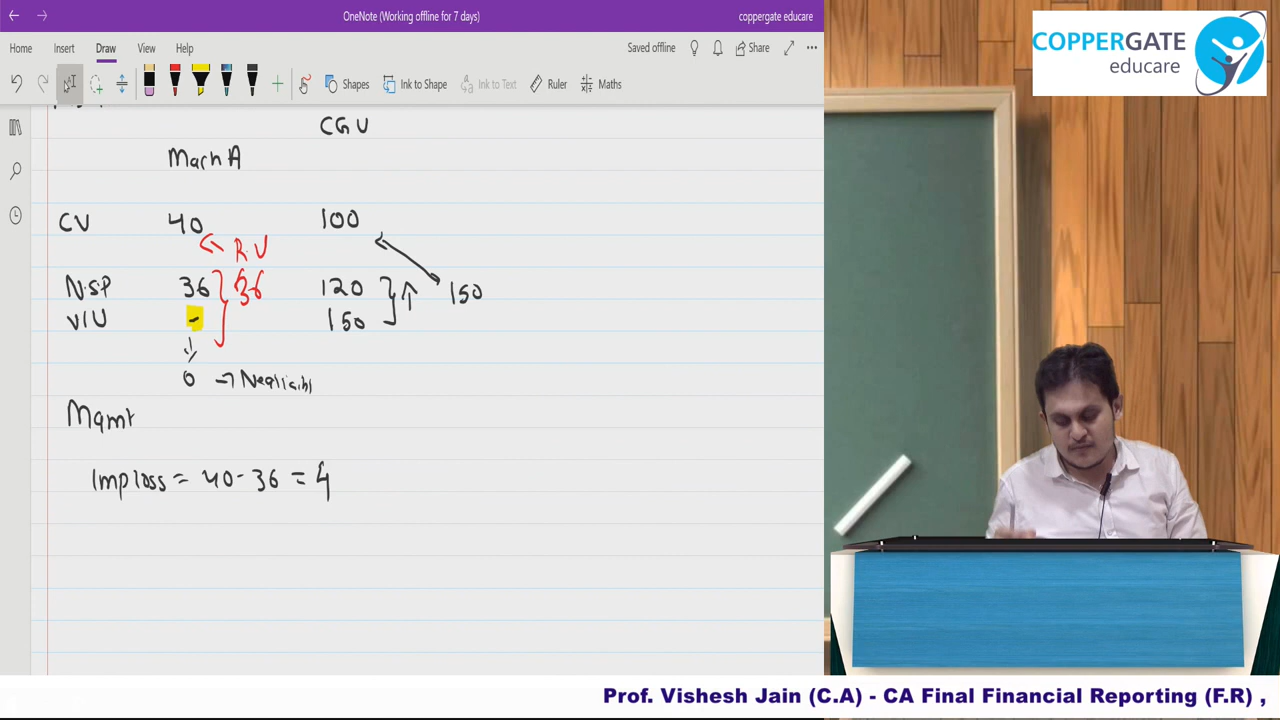 OneNote (Working offline for 7 days)
coppergate educare
Home Insert Draw View Help
Saved offline Share
Shapes Ink to Shape Ink to Text Ruler Maths
COPPERGATE
educare
CGU
Mach A
CV 40 100
R.V
N.S.P 36 36 120 150
VIU - 150
0 → Negligibl
Mgmt
Imp loss = 40 - 36 = 4
Prof. Vishesh Jain (C.A) - CA Final Financial Reporting (F.R) ,